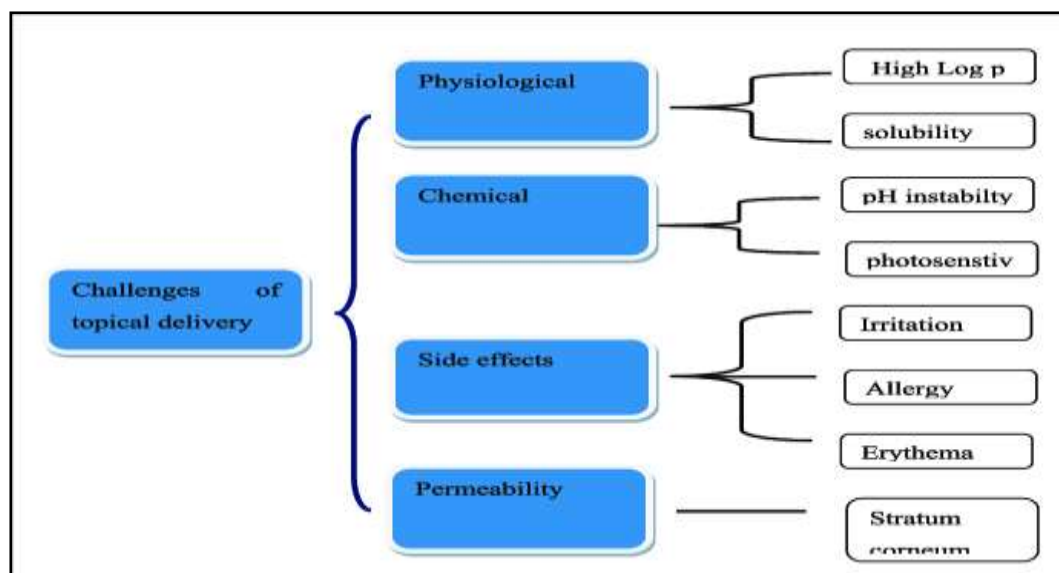 Challenges of
topical delivery
Physiological
High Log p
solubility
Chemical
pH instabilty
photosenstiv
Side effects
Irritation
Allergy
Erythema
Permeability
Stratum
corneum